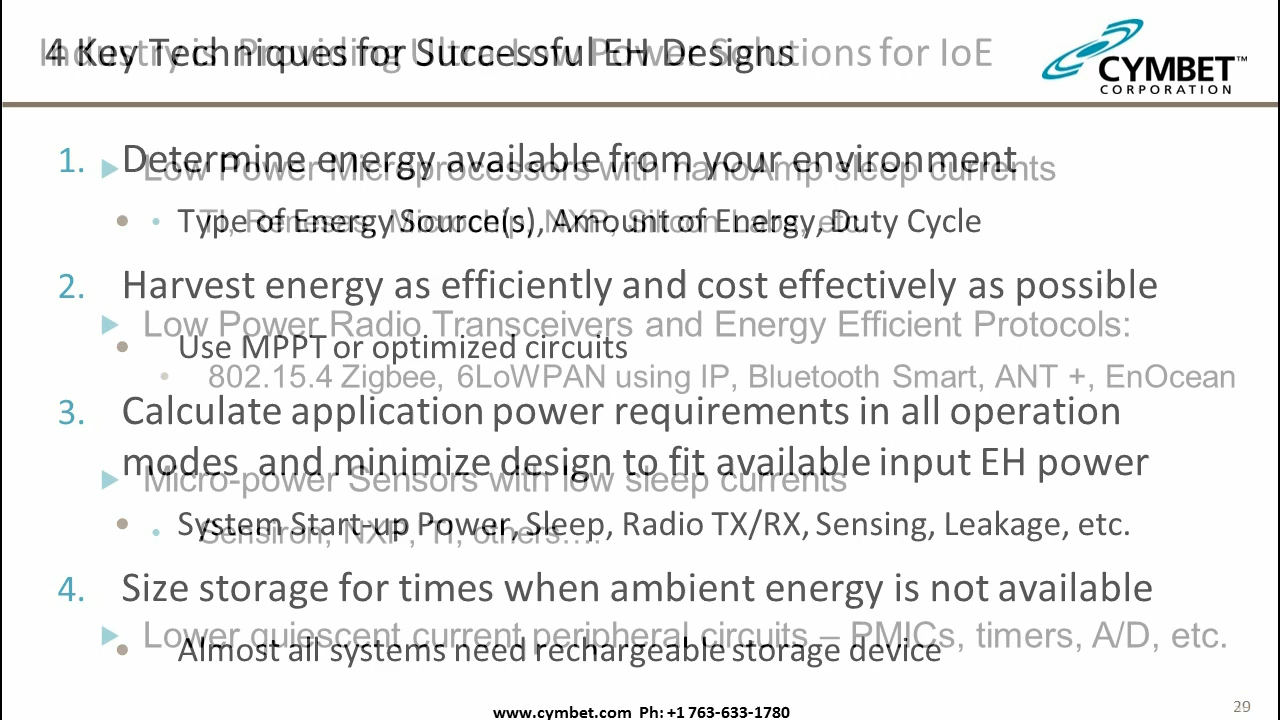 4 Key Techniques for Successful EH Designs
Industry is Providing Ultra Low Power Solutions for IoE
CYMBET™
CORPORATION
1. Determine energy available from your environment
Low Power Microprocessors with nanoAmp sleep currents
• Type of Energy Source(s), Amount of Energy, Duty Cycle
• TI, Renesas, Microchip, NXP, Silicon Labs, etc.
2. Harvest energy as efficiently and cost effectively as possible
Low Power Radio Transceivers and Energy Efficient Protocols:
• Use MPPT or optimized circuits
• 802.15.4 Zigbee, 6LoWPAN using IP, Bluetooth Smart, ANT +, EnOcean
3. Calculate application power requirements in all operation
modes and minimize design to fit available input EH power
Micro-power Sensors with low sleep currents
• System Start-up Power, Sleep, Radio TX/RX, Sensing, Leakage, etc.
• Sensiron, NXP, TI, others….
4. Size storage for times when ambient energy is not available
Lower quiescent current peripheral circuits – PMICs, timers, A/D, etc.
• Almost all systems need rechargeable storage device
www.cymbet.com Ph: +1 763-633-1780
29